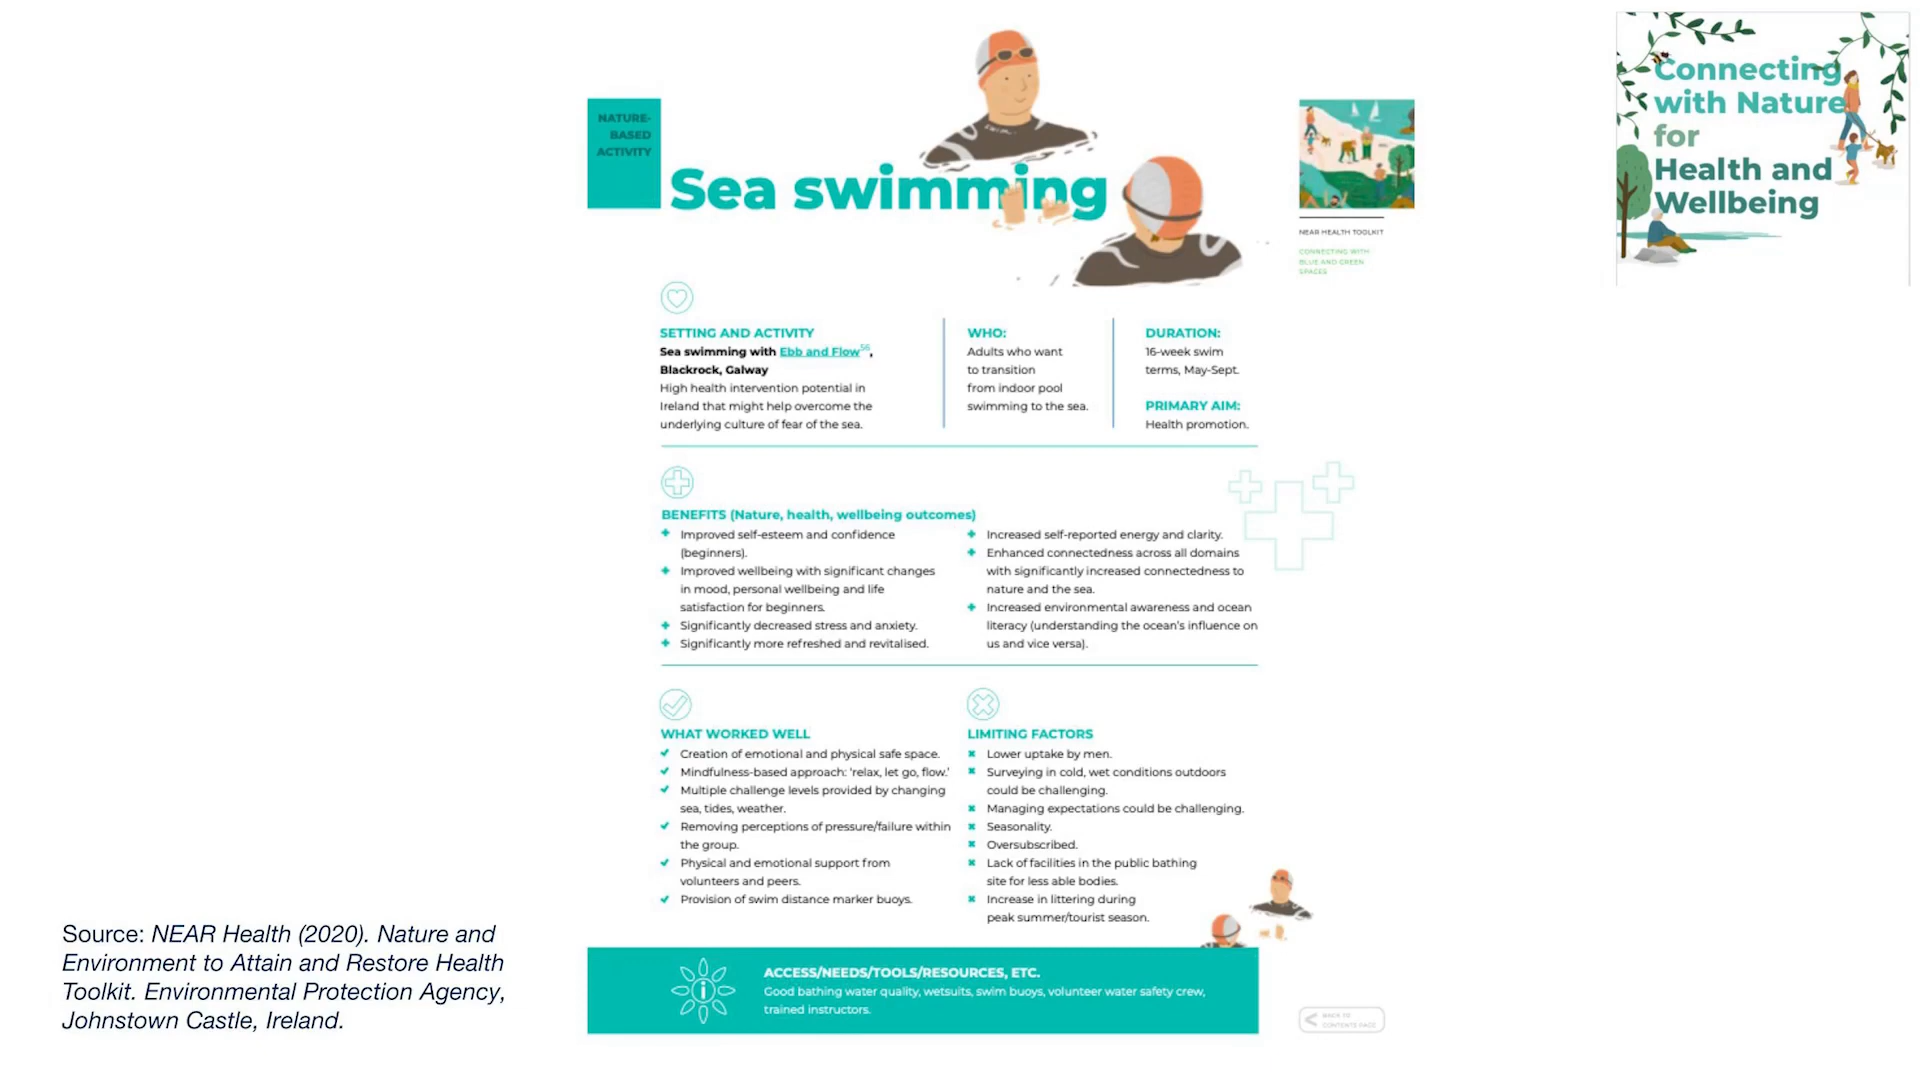 NATURE-
BASED
ACTIVITY
Sea swimming
NEAR HEALTH TOOLKIT
CONNECTING WITH
BLUE AND GREEN
SPACES
Connecting
with Nature
for
Health and
Wellbeing
SETTING AND ACTIVITY
Sea swimming with Ebb and Flow56,
Blackrock, Galway
High health intervention potential in
Ireland that might help overcome the
underlying culture of fear of the sea.
WHO:
Adults who want
to transition
from indoor pool
swimming to the sea.
DURATION:
16-week swim
terms, May-Sept.
PRIMARY AIM:
Health promotion.
BENEFITS (Nature, health, wellbeing outcomes)
Improved self-esteem and confidence
(beginners).
Improved wellbeing with significant changes
in mood, personal wellbeing and life
satisfaction for beginners.
Significantly decreased stress and anxiety.
Significantly more refreshed and revitalised.
Increased self-reported energy and clarity.
Enhanced connectedness across all domains
with significantly increased connectedness to
nature and the sea.
Increased environmental awareness and ocean
literacy (understanding the ocean's influence on
us and vice versa).
WHAT WORKED WELL
Creation of emotional and physical safe space.
Mindfulness-based approach: 'relax, let go, flow.'
Multiple challenge levels provided by changing
sea, tides, weather.
Removing perceptions of pressure/failure within
the group.
Physical and emotional support from
volunteers and peers.
Provision of swim distance marker buoys.
LIMITING FACTORS
Lower uptake by men.
Surveying in cold, wet conditions outdoors
could be challenging.
Managing expectations could be challenging.
Seasonality.
Oversubscribed.
Lack of facilities in the public bathing
site for less able bodies.
Increase in littering during
peak summer/tourist season.
ACCESS/NEEDS/TOOLS/RESOURCES, ETC.
Good bathing water quality, wetsuits, swim buoys, volunteer water safety crew,
trained instructors.
BACK TO
CONTENTS PAGE
Source: NEAR Health (2020). Nature and
Environment to Attain and Restore Health
Toolkit. Environmental Protection Agency,
Johnstown Castle, Ireland.